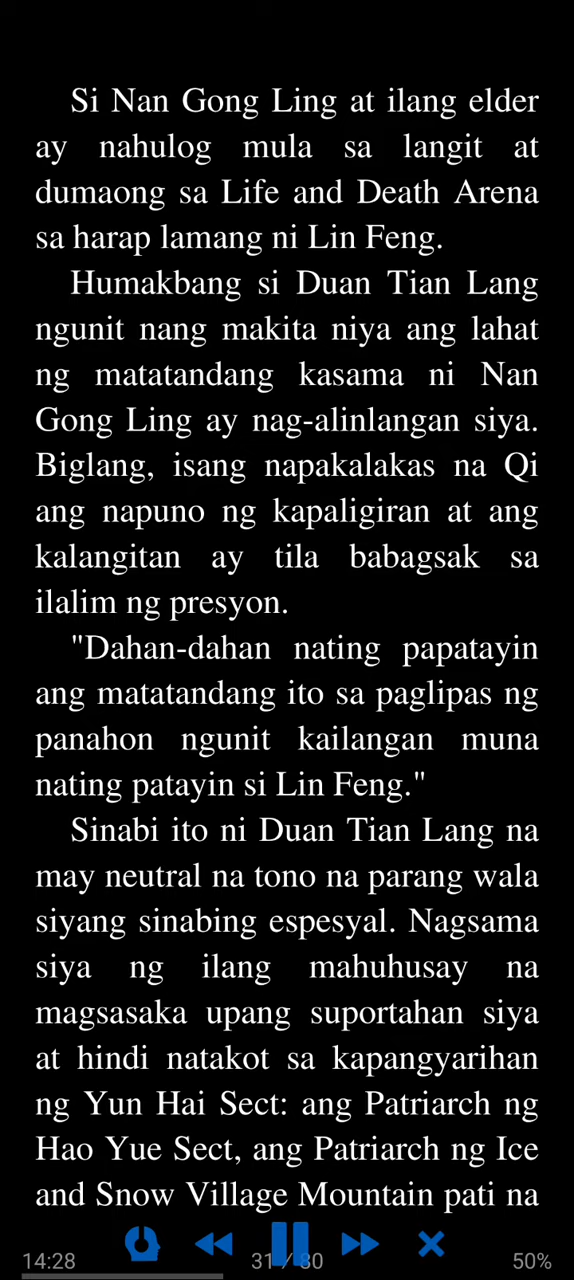 Si Nan Gong Ling at ilang elder
ay nahulog mula sa langit at
dumaong sa Life and Death Arena
sa harap lamang ni Lin Feng.
Humakbang si Duan Tian Lang
ngunit nang makita niya ang lahat
ng matatandang kasama ni Nan
Gong Ling ay nag-alinlangan siya.
Biglang, isang napakalakas na Qi
ang napuno ng kapaligiran at ang
kalangitan ay tila babagsak sa
ilalim ng presyon.
"Dahan-dahan nating papatayin
ang matatandang ito sa paglipas ng
panahon ngunit kailangan muna
nating patayin si Lin Feng."
Sinabi ito ni Duan Tian Lang na
may neutral na tono na parang wala
siyang sinabing espesyal. Nagsama
siya ng ilang mahuhusay na
magsasaka upang suportahan siya
at hindi natakot sa kapangyarihan
ng Yun Hai Sect: ang Patriarch ng
Hao Yue Sect, ang Patriarch ng Ice
and Snow Village Mountain pati na
14:28 31 / 80 50%